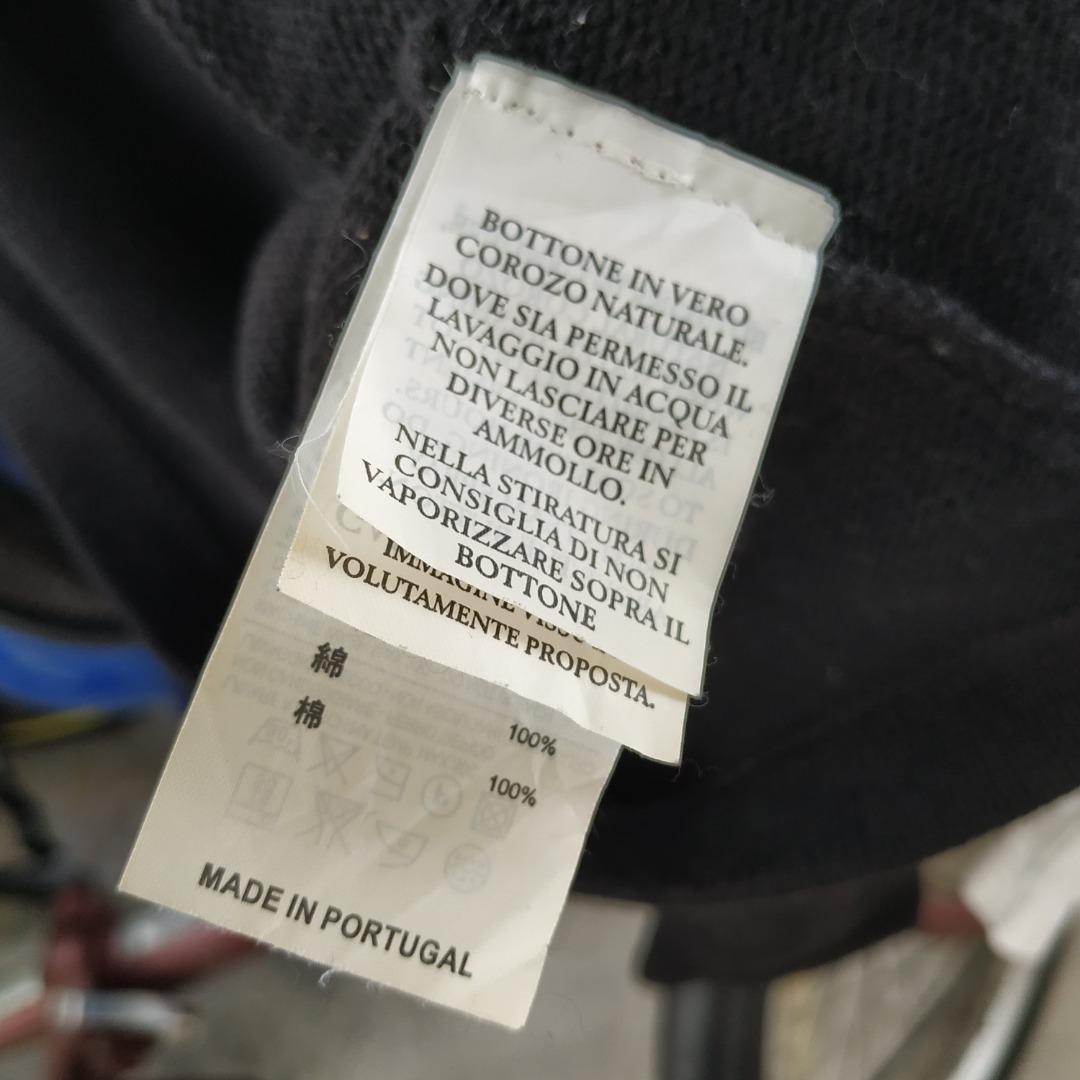 BOTTONE IN VERO
COROZO NATURALE.
DOVE SIA PERMESSO IL
LAVAGGIO IN ACQUA
NON LASCIARE PER
DIVERSE ORE IN
AMMOLLO.
NELLA STIRATURA SI
CONSIGLIA DI NON
VAPORIZZARE SOPRA IL
BOTTONE
IMMAGINE
VOLUTAMENTE PROPOSTA.
綿 100%
棉 100%
MADE IN PORTUGAL